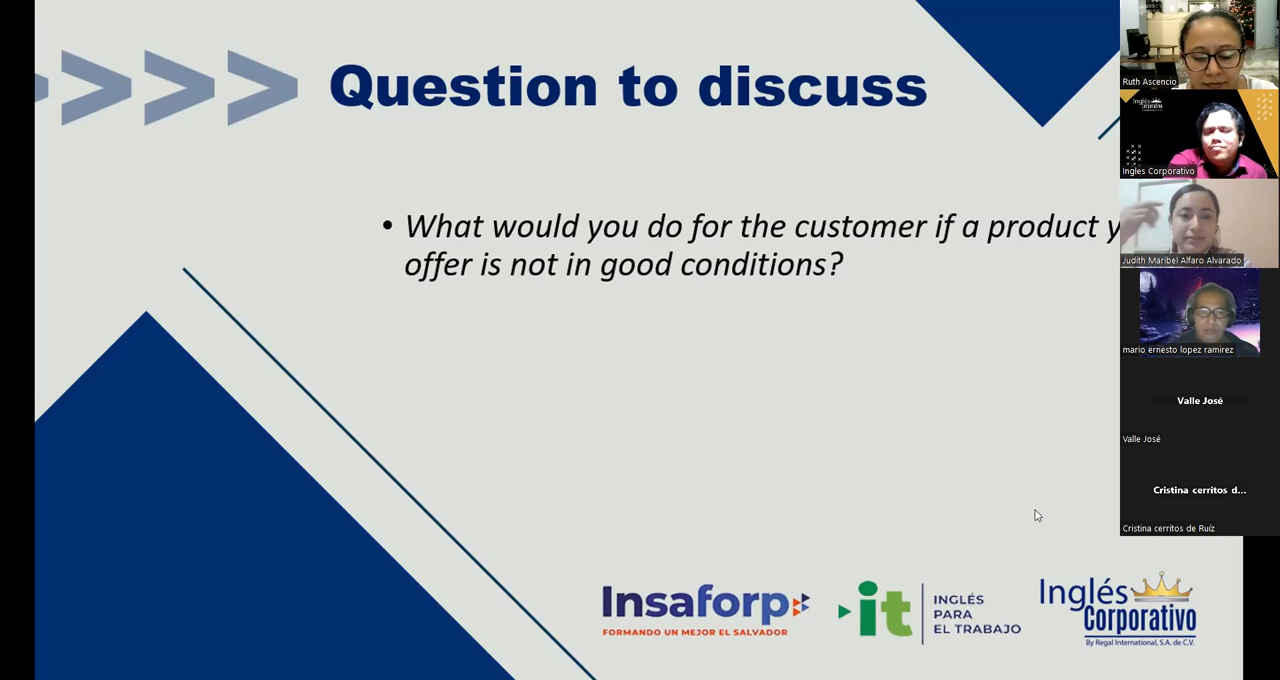 Question to discuss
• What would you do for the customer if a product y
offer is not in good conditions?
Ruth Ascencio
Inglés
Ingles Corporativo
Judith Maribel Alfaro Alvarado
mario ernesto lopez ramirez
Valle José
Valle José
Cristina cerritos d...
Cristina cerritos de Ruíz
Insaforp
FORMANDO UN MEJOR EL SALVADOR
it
INGLÉS
PARA
EL TRABAJO
Inglés
Corporativo
By Regal International, S.A. de C.V.